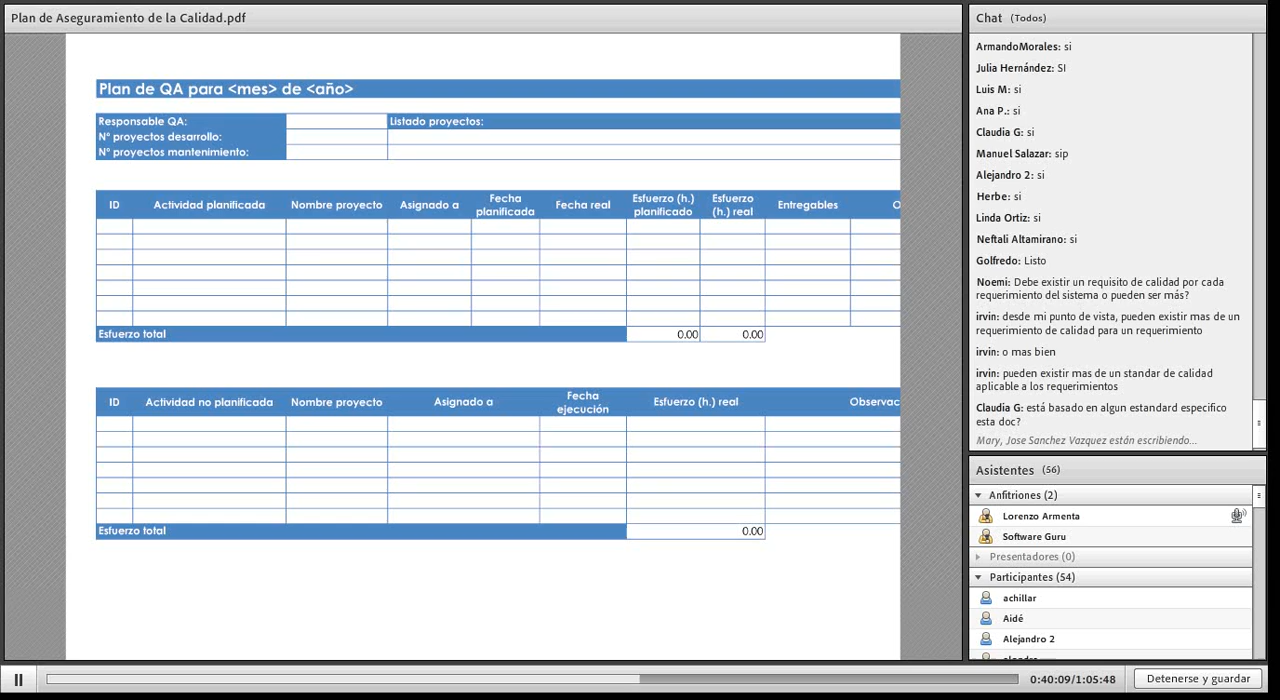 Plan de Aseguramiento de la Calidad.pdf
Plan de QA para <mes> de <año>
Responsable QA: Listado proyectos:
Nº proyectos desarrollo:
Nº proyectos mantenimiento:
ID Actividad planificada Nombre proyecto Asignado a Fecha planificada Fecha real Esfuerzo (h.) planificado Esfuerzo (h.) real Entregables O
Esfuerzo total 0.00 0.00
ID Actividad no planificada Nombre proyecto Asignado a Fecha ejecución Esfuerzo (h.) real Observac
Esfuerzo total 0.00
Chat (Todos)
ArmandoMorales: si
Julia Hernández: SI
Luis M: si
Ana P.: si
Claudia G: si
Manuel Salazar: sip
Alejandro 2: si
Herbe: si
Linda Ortiz: si
Neftali Altamirano: si
Golfredo: Listo
Noemi: Debe existir un requisito de calidad por cada
requerimiento del sistema o pueden ser más?
irvin: desde mi punto de vista, pueden existir mas de un
requerimiento de calidad para un requerimiento
irvin: o mas bien
irvin: pueden existir mas de un standar de calidad
aplicable a los requerimientos
Claudia G: está basado en algun estandard especifico
esta doc?
Mary, Jose Sanchez Vazquez están escribiendo...
Asistentes (56)
Anfitriones (2)
Lorenzo Armenta
Software Guru
Presentadores (0)
Participantes (54)
achillar
Aidé
Alejandro 2
0:40:09/1:05:48
Detenerse y guardar